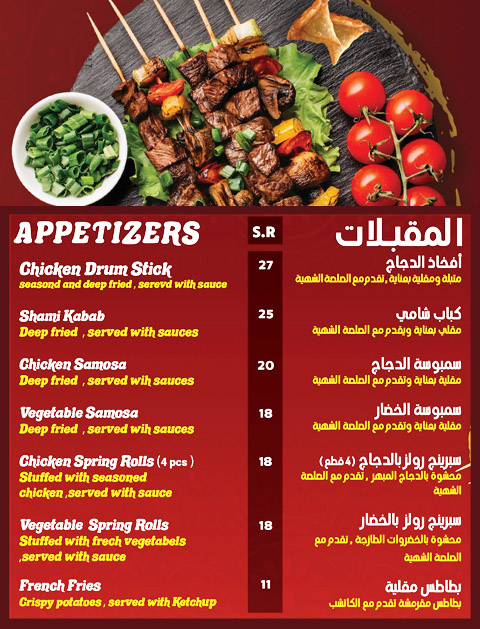 APPETIZERS S.R المقبلات
Chicken Drum Stick 27 أفخاذ الدجاج
seasond and deep fried , serevd with sauce متبلة ومقلية بعناية , تقدم مع الصلصة الشهية
Shami Kabab 25 كباب شامي
Deep fried , served with sauces مقلي بعناية ويقدم مع الصلصة الشهية
Chicken Samosa 20 سمبوسة الدجاج
Deep fried , served wih sauces مقلية بعناية وتقدم مع الصلصة الشهية
Vegetable Samosa 18 سمبوسة الخضار
Deep fried , served wih sauces مقلية بعناية وتقدم مع الصلصة الشهية
Chicken Spring Rolls (4 pcs ) 18 سبرينج رولز بالدجاج (4 قطع)
Stuffed with seasoned محشوة بالدجاج المبهر , تقدم مع الصلصة
chicken ,served with sauce الشهية
Vegetable Spring Rolls 18 سبرينج رولز بالخضار
Stuffed with frech vegetabels محشوة بالخضروات الطازجة , تقدم مع
,served with sauce الصلصة الشهية
French Fries 11 بطاطس مقلية
Crispy potatoes , served with Ketchup بطاطس مقرمشة تقدم مع الكاتشب